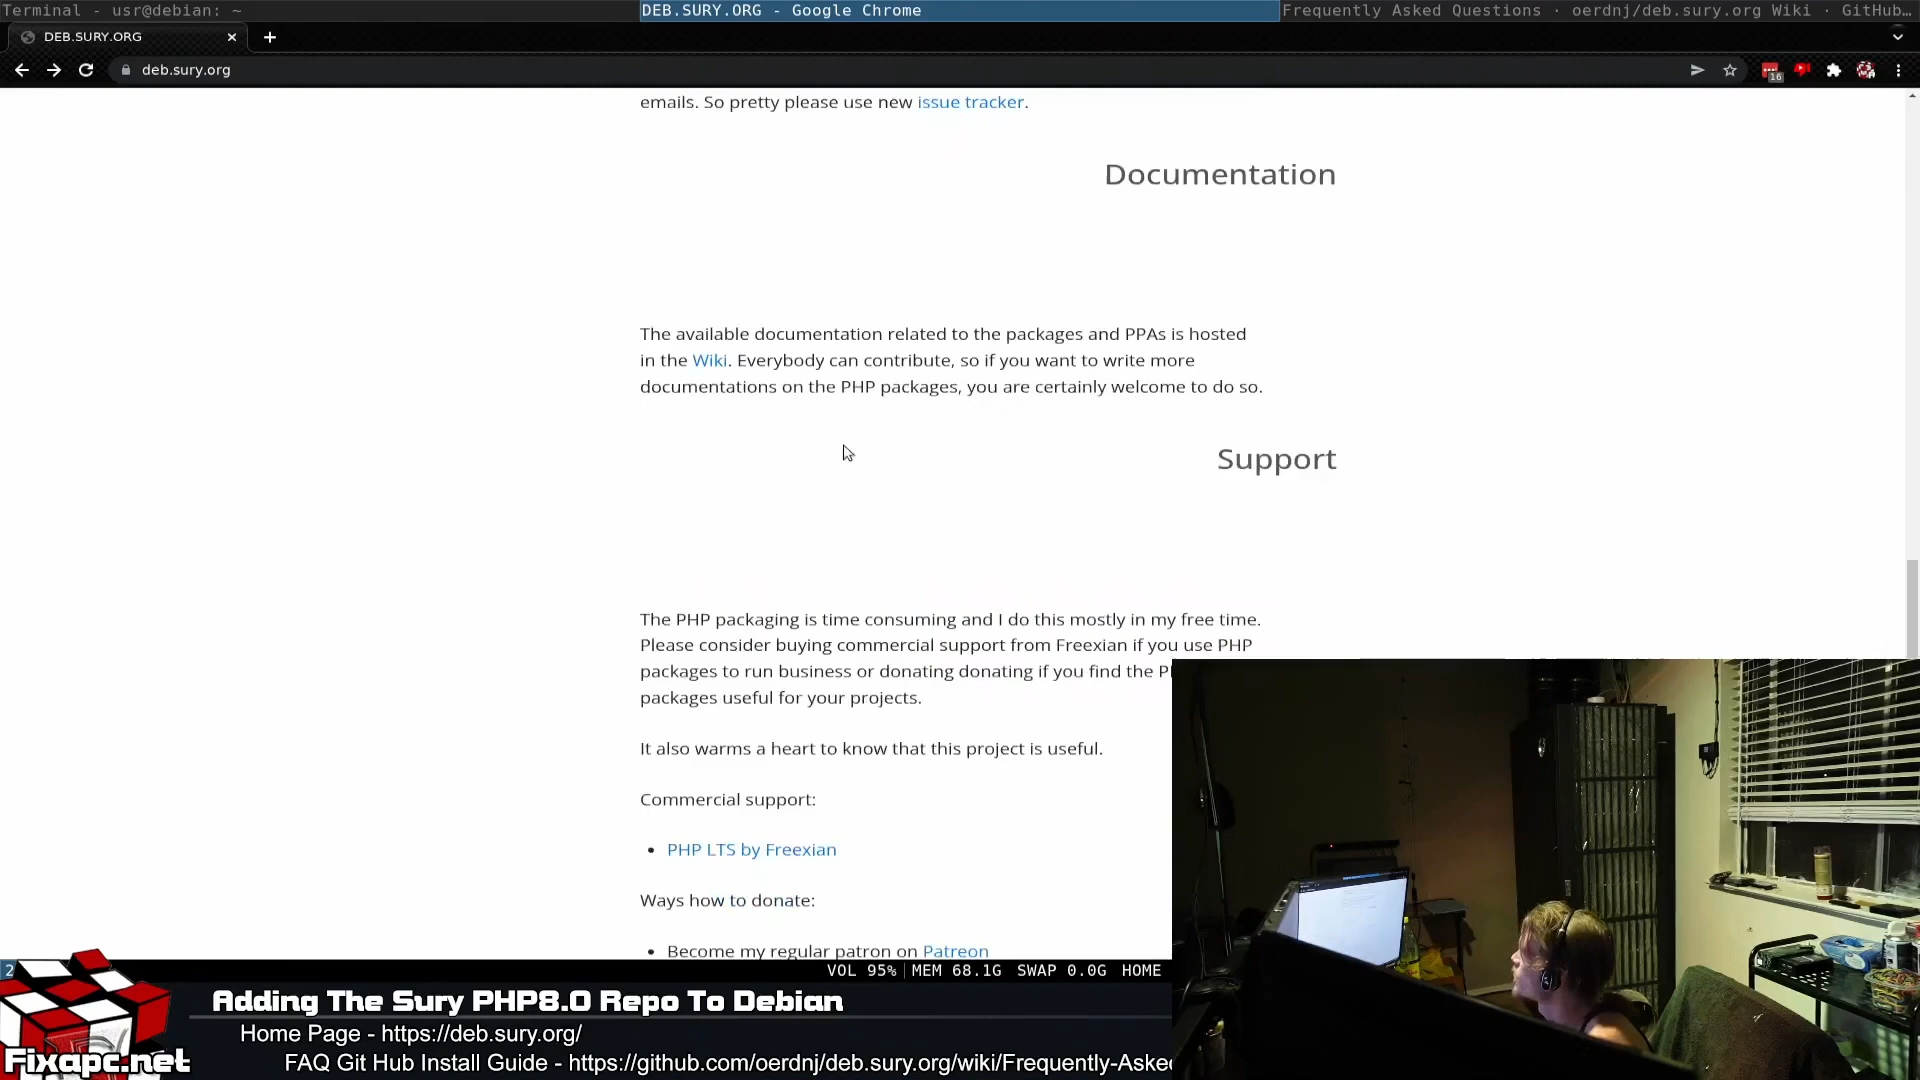 Terminal - usr@debian: ~
DEB.SURY.ORG - Google Chrome
Frequently Asked Questions · oerdnj/deb.sury.org Wiki · GitHub…
DEB.SURY.ORG
deb.sury.org
16
emails. So pretty please use new issue tracker.
Documentation
The available documentation related to the packages and PPAs is hosted
in the Wiki. Everybody can contribute, so if you want to write more
documentations on the PHP packages, you are certainly welcome to do so.
Support
The PHP packaging is time consuming and I do this mostly in my free time.
Please consider buying commercial support from Freexian if you use PHP
packages to run business or donating donating if you find the P
packages useful for your projects.
It also warms a heart to know that this project is useful.
Commercial support:
• PHP LTS by Freexian
Ways how to donate:
• Become my regular patron on Patreon
2
VOL 95% MEM 68.1G SWAP 0.0G HOME
Adding The Sury PHP8.0 Repo To Debian
Home Page - https://deb.sury.org/
FAQ Git Hub Install Guide - https://github.com/oerdnj/deb.sury.org/wiki/Frequently-Aske
Fixapc.net